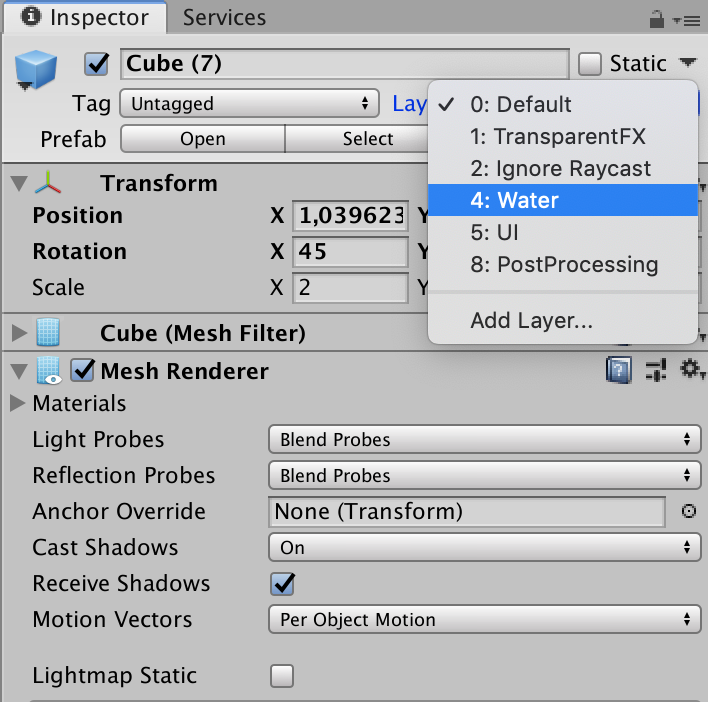 Inspector Services
Cube (7) Static
Tag Untagged Lay
0: Default
1: TransparentFX
2: Ignore Raycast
4: Water
5: UI
8: PostProcessing
Add Layer...
Prefab Open Select
Transform
Position X 1,039623 Y
Rotation X 45 Y
Scale X 2 Y
Cube (Mesh Filter)
Mesh Renderer
Materials
Light Probes Blend Probes
Reflection Probes Blend Probes
Anchor Override None (Transform)
Cast Shadows On
Receive Shadows
Motion Vectors Per Object Motion
Lightmap Static